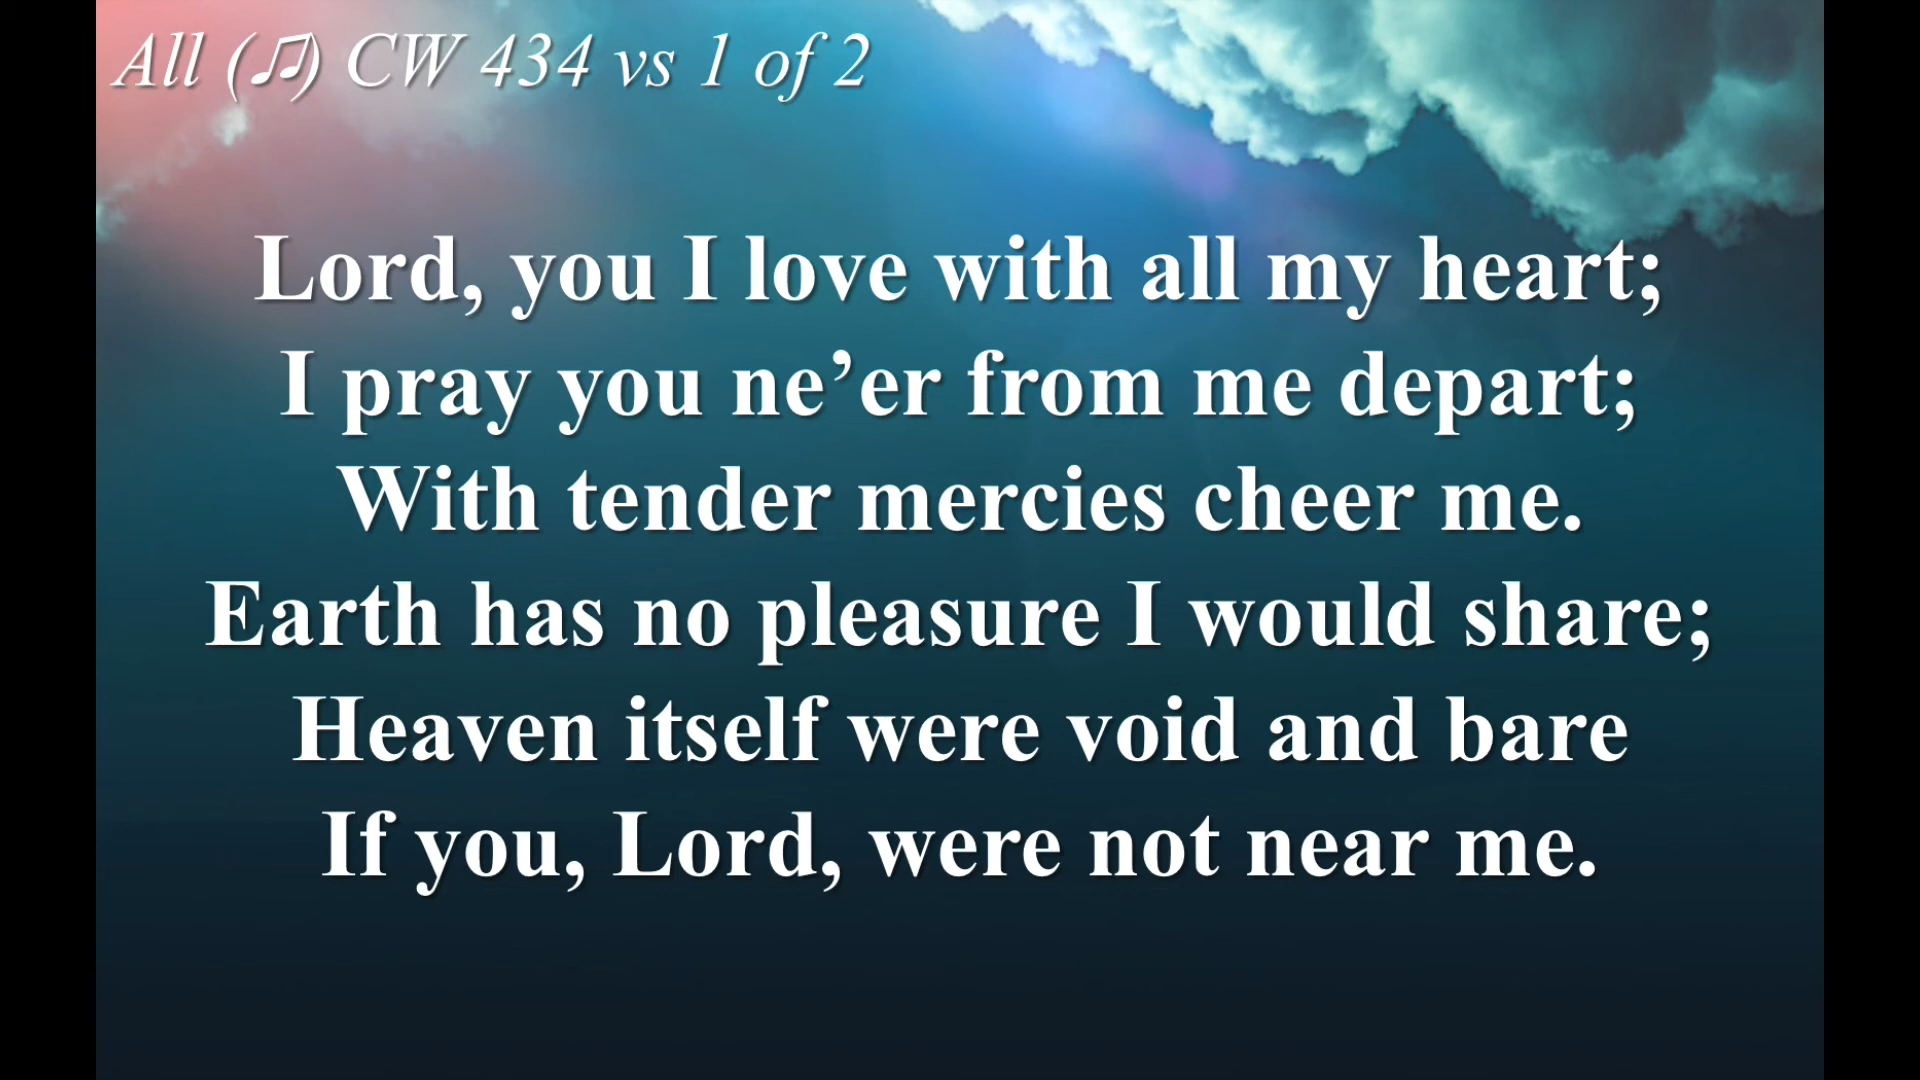 All (♫) CW 434 vs 1 of 2
Lord, you I love with all my heart;
I pray you ne’er from me depart;
With tender mercies cheer me.
Earth has no pleasure I would share;
Heaven itself were void and bare
If you, Lord, were not near me.